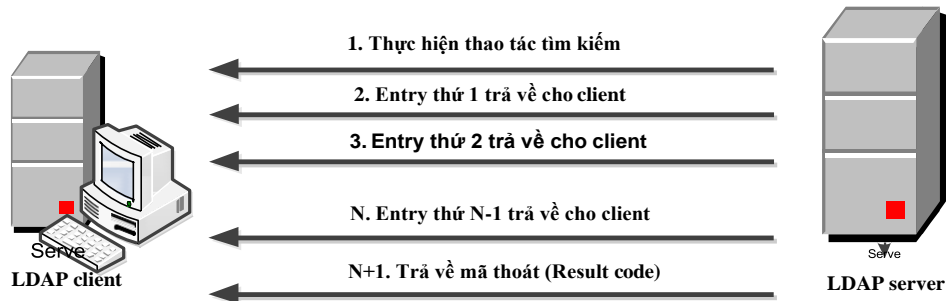 1. Thực hiện thao tác tìm kiếm
2. Entry thứ 1 trả về cho client
3. Entry thứ 2 trả về cho client
N. Entry thứ N-1 trả về cho client
N+1. Trả về mã thoát (Result code)
Serve
LDAP client
Serve
LDAP server